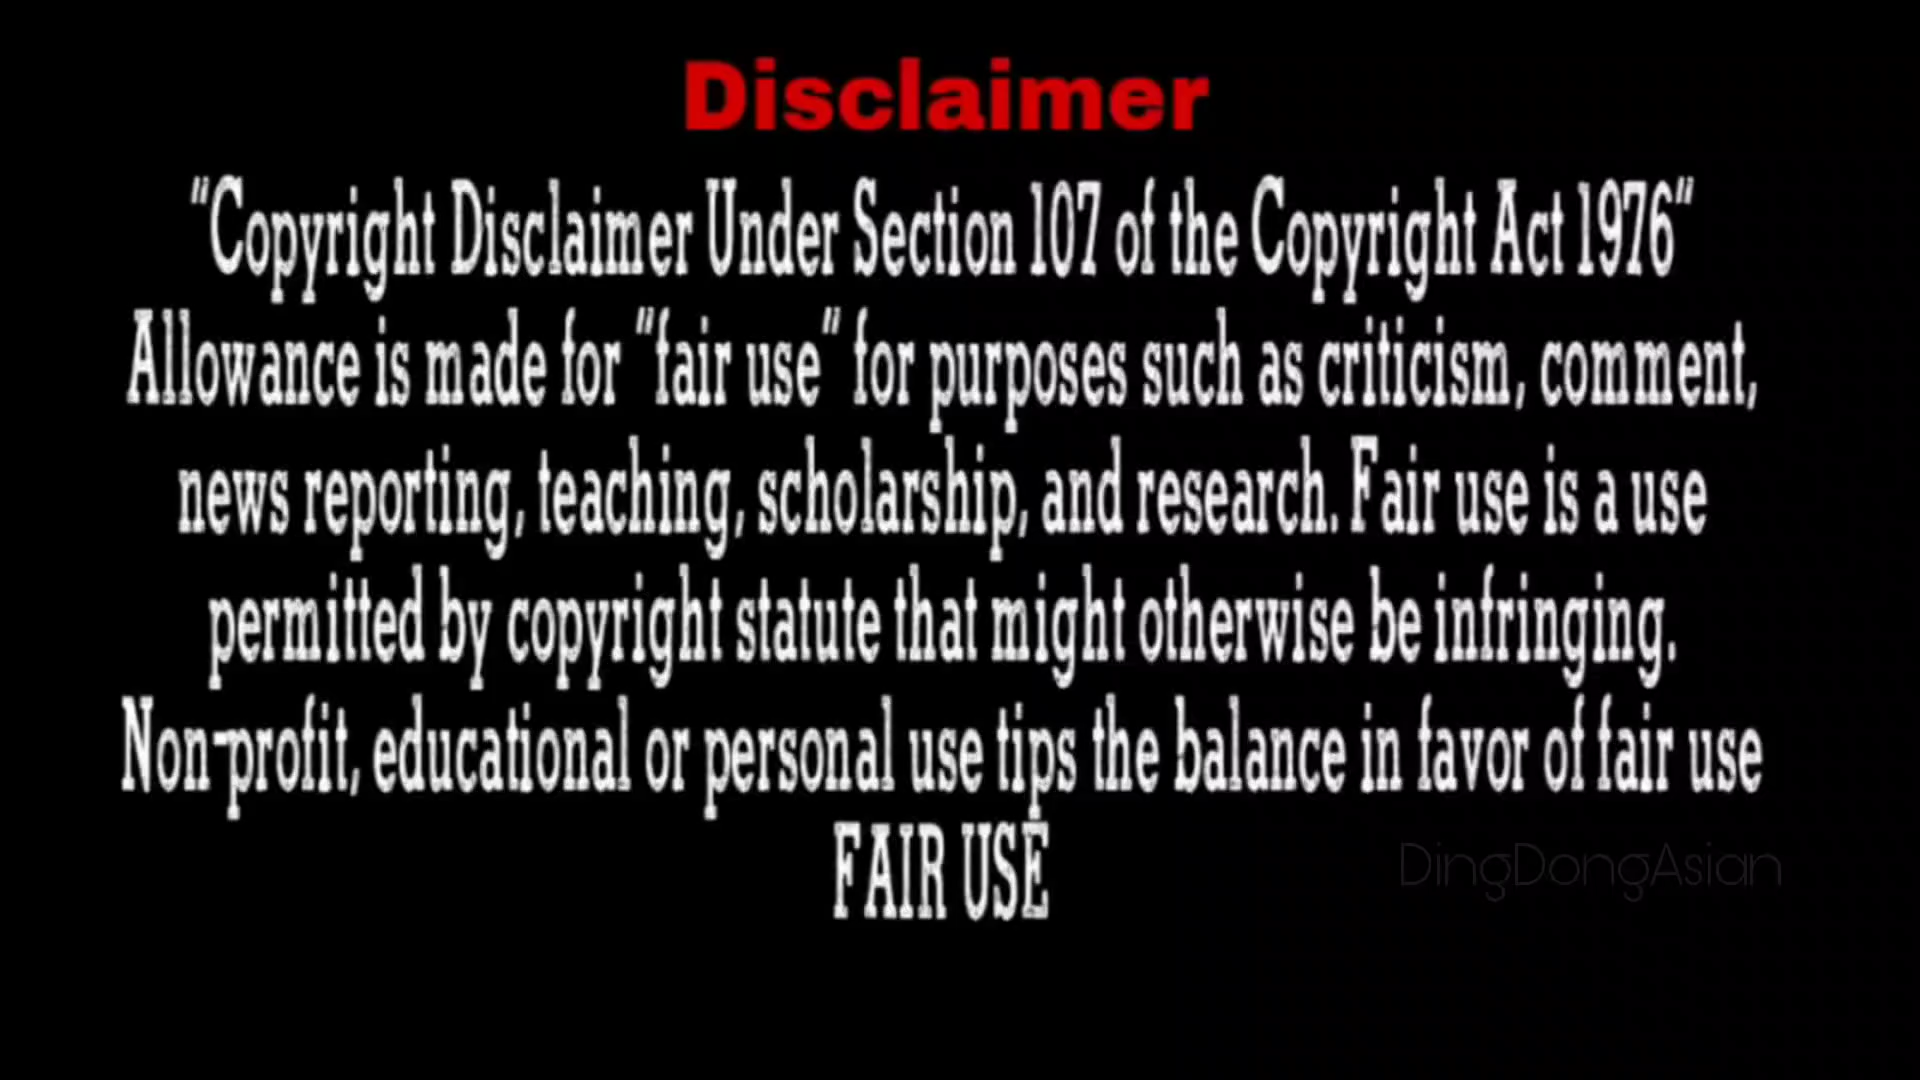 Disclaimer
"Copyright Disclaimer Under Section 107 of the Copyright Act 1976"
Allowance is made for "fair use" for purposes such as criticism, comment,
news reporting, teaching, scholarship, and research. Fair use is a use
permitted by copyright statute that might otherwise be infringing.
Non-profit, educational or personal use tips the balance in favor of fair use
FAIR USE
DingDongAsian